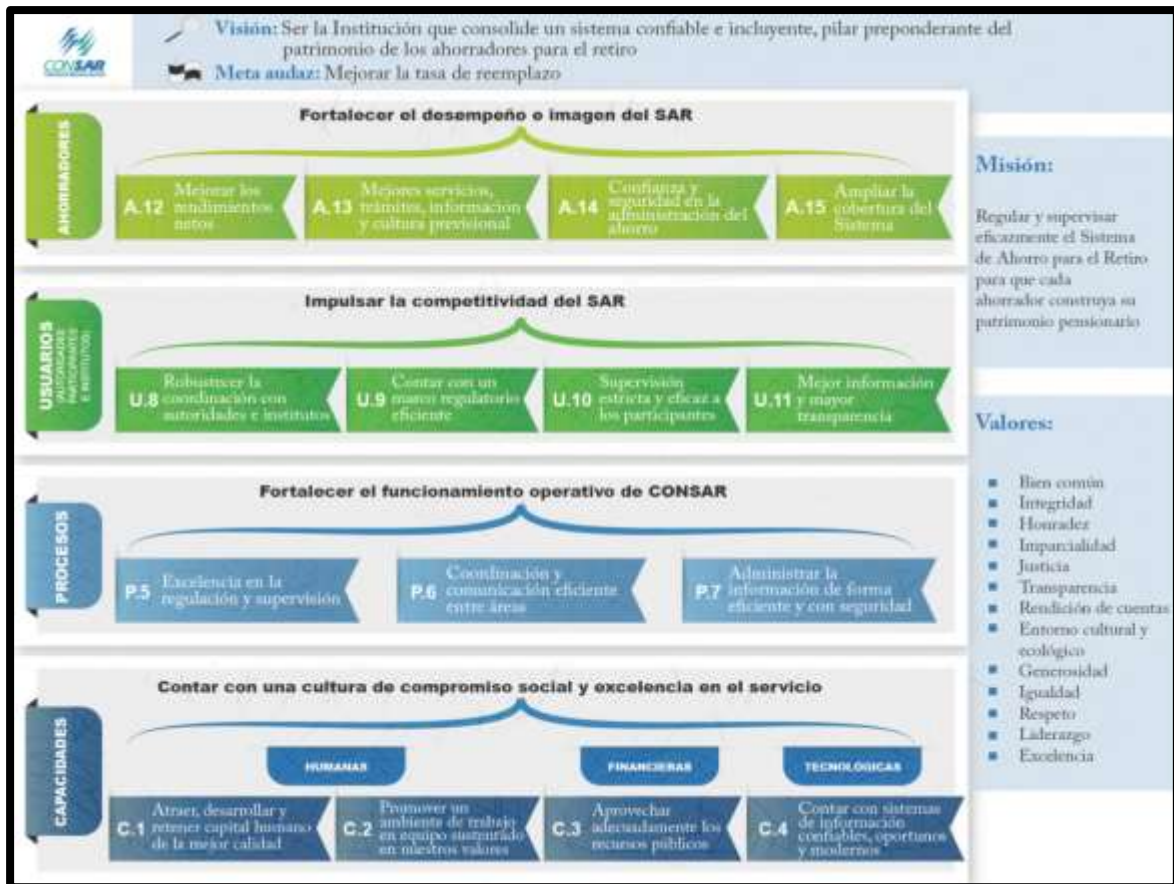 CONSAR
Visión: Ser la Institución que consolide un sistema confiable e incluyente, pilar preponderante del
patrimonio de los ahorradores para el retiro
Meta audaz: Mejorar la tasa de reemplazo
AHORRADORES
Fortalecer el desempeño e imagen del SAR
A.12 Mejorar los
rendimientos
netos
A.13 Mejores servicios,
trámites, información
y cultura previsional
A.14 Confianza y
seguridad en la
administración del
ahorro
A.15 Ampliar la
cobertura del
Sistema
USUARIOS
(AUTORIDADES
PARTICIPANTES
E INSTITUTOS)
Impulsar la competitividad del SAR
U.8 Robustecer la
coordinación con
autoridades e institutos
U.9 Contar con un
marco regulatorio
eficiente
U.10 Supervisión
estricta y eficaz a
los participantes
U.11 Mejor información
y mayor
transparencia
PROCESOS
Fortalecer el funcionamiento operativo de CONSAR
P.5 Excelencia en la
regulación y supervisión
P.6 Coordinación y
comunicación eficiente
entre áreas
P.7 Administrar la
información de forma
eficiente y con seguridad
CAPACIDADES
Contar con una cultura de compromiso social y excelencia en el servicio
HUMANAS
FINANCIERAS
TECNOLÓGICAS
C.1 Atraer, desarrollar y
retener capital humano
de la mejor calidad
C.2 Promover un
ambiente de trabajo
en equipo sustentado
en nuestros valores
C.3 Aprovechar
adecuadamente los
recursos públicos
C.4 Contar con sistemas
de información
confiables, oportunos
y modernos
Misión:
Regular y supervisar
eficazmente el Sistema
de Ahorro para el Retiro
para que cada
ahorrador construya su
patrimonio pensionario
Valores:
Bien común
Integridad
Honradez
Imparcialidad
Justicia
Transparencia
Rendición de cuentas
Entorno cultural y
ecológico
Generosidad
Igualdad
Respeto
Liderazgo
Excelencia